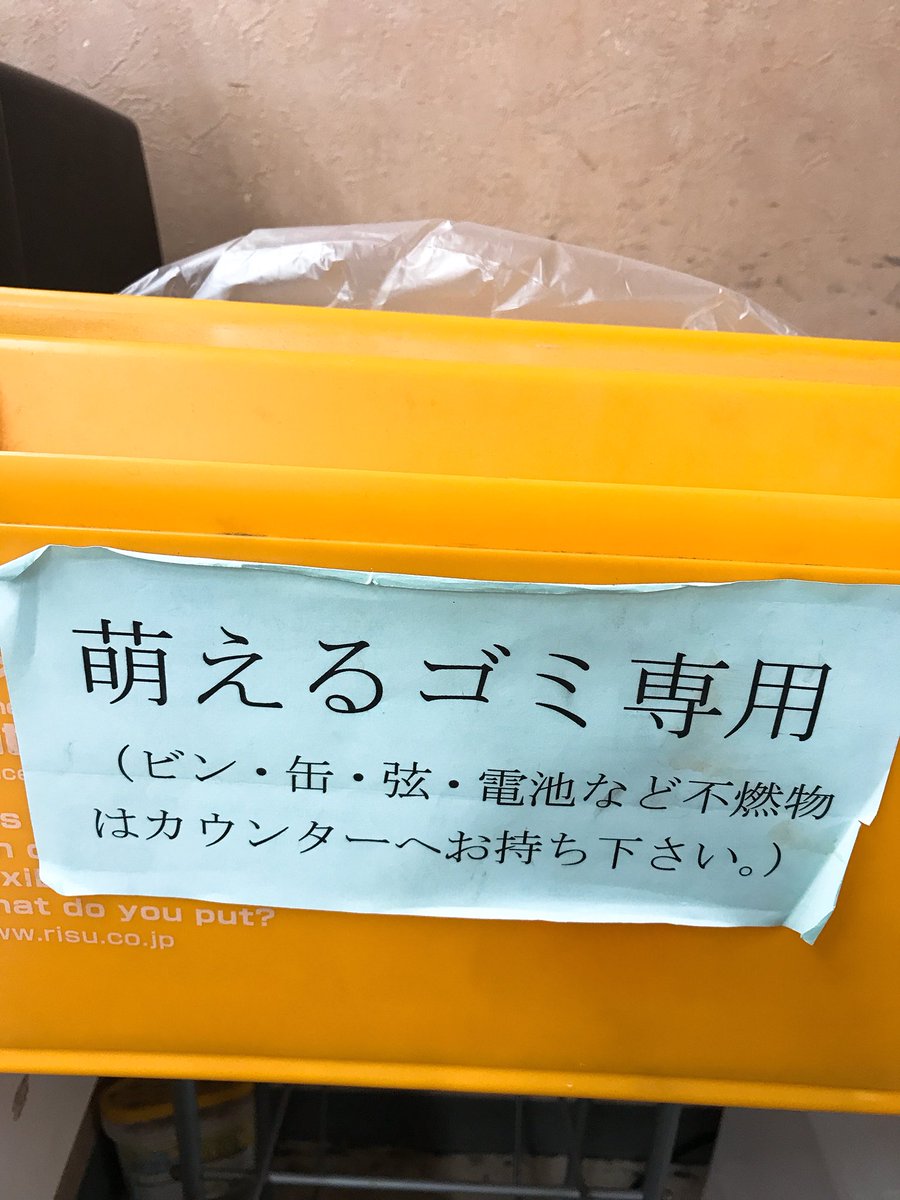 萌えるゴミ専用
（ビン・缶・弦・電池など不燃物
はカウンターへお持ち下さい。）
hat do you put?
ww.risu.co.jp